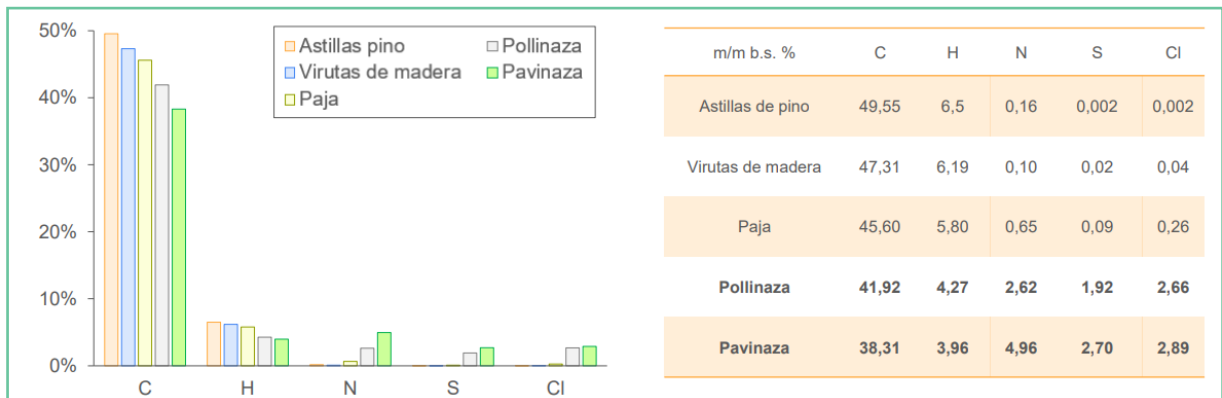 50%
40%
30%
20%
10%
0%
Astillas pino Pollinaza
Virutas de madera Pavinaza
Paja
C H N S Cl
m/m b.s. % C H N S Cl
Astillas de pino 49,55 6,5 0,16 0,002 0,002
Virutas de madera 47,31 6,19 0,10 0,02 0,04
Paja 45,60 5,80 0,65 0,09 0,26
Pollinaza 41,92 4,27 2,62 1,92 2,66
Pavinaza 38,31 3,96 4,96 2,70 2,89